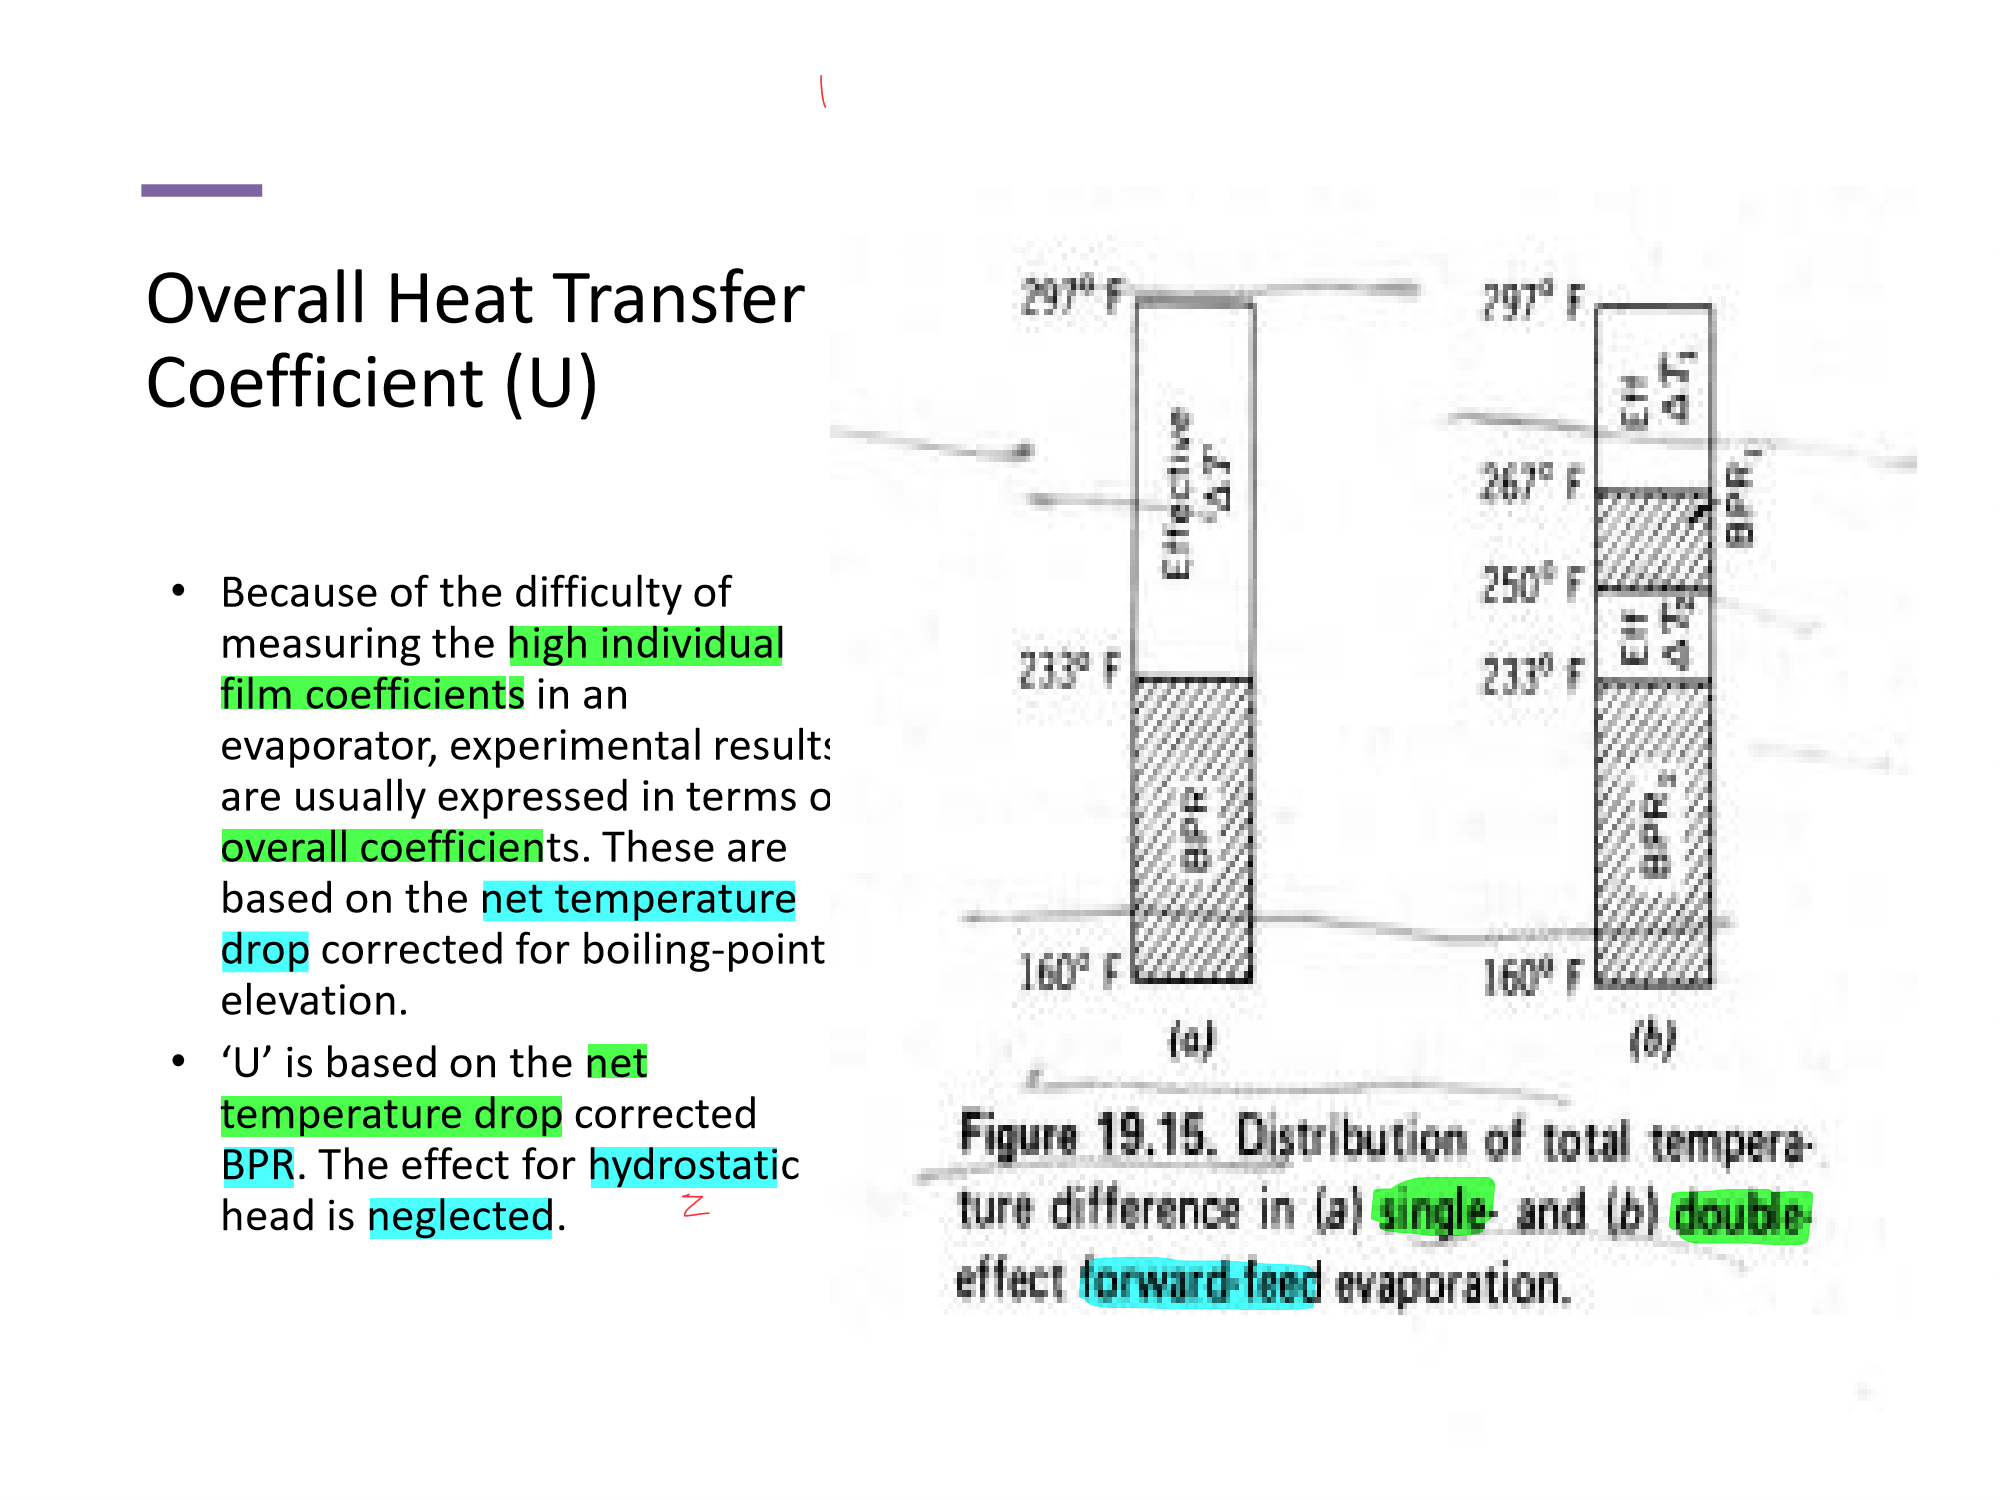 Overall Heat Transfer
Coefficient (U)
• Because of the difficulty of
measuring the high individual
film coefficients in an
evaporator, experimental results
are usually expressed in terms o
overall coefficients. These are
based on the net temperature
drop corrected for boiling-point
elevation.
• ‘U’ is based on the net
temperature drop corrected
BPR. The effect for hydrostatic
head is neglected.
z
297° F
Effective
ΔT
233° F
BPR
160° F
(a)
297° F
Eff
ΔT₁
267° F
BPR₁
250° F
Eff
ΔT₂
233° F
BPR₂
160° F
(b)
Figure 19.15. Distribution of total tempera-
ture difference in (a) single- and (b) double-
effect forward-feed evaporation.